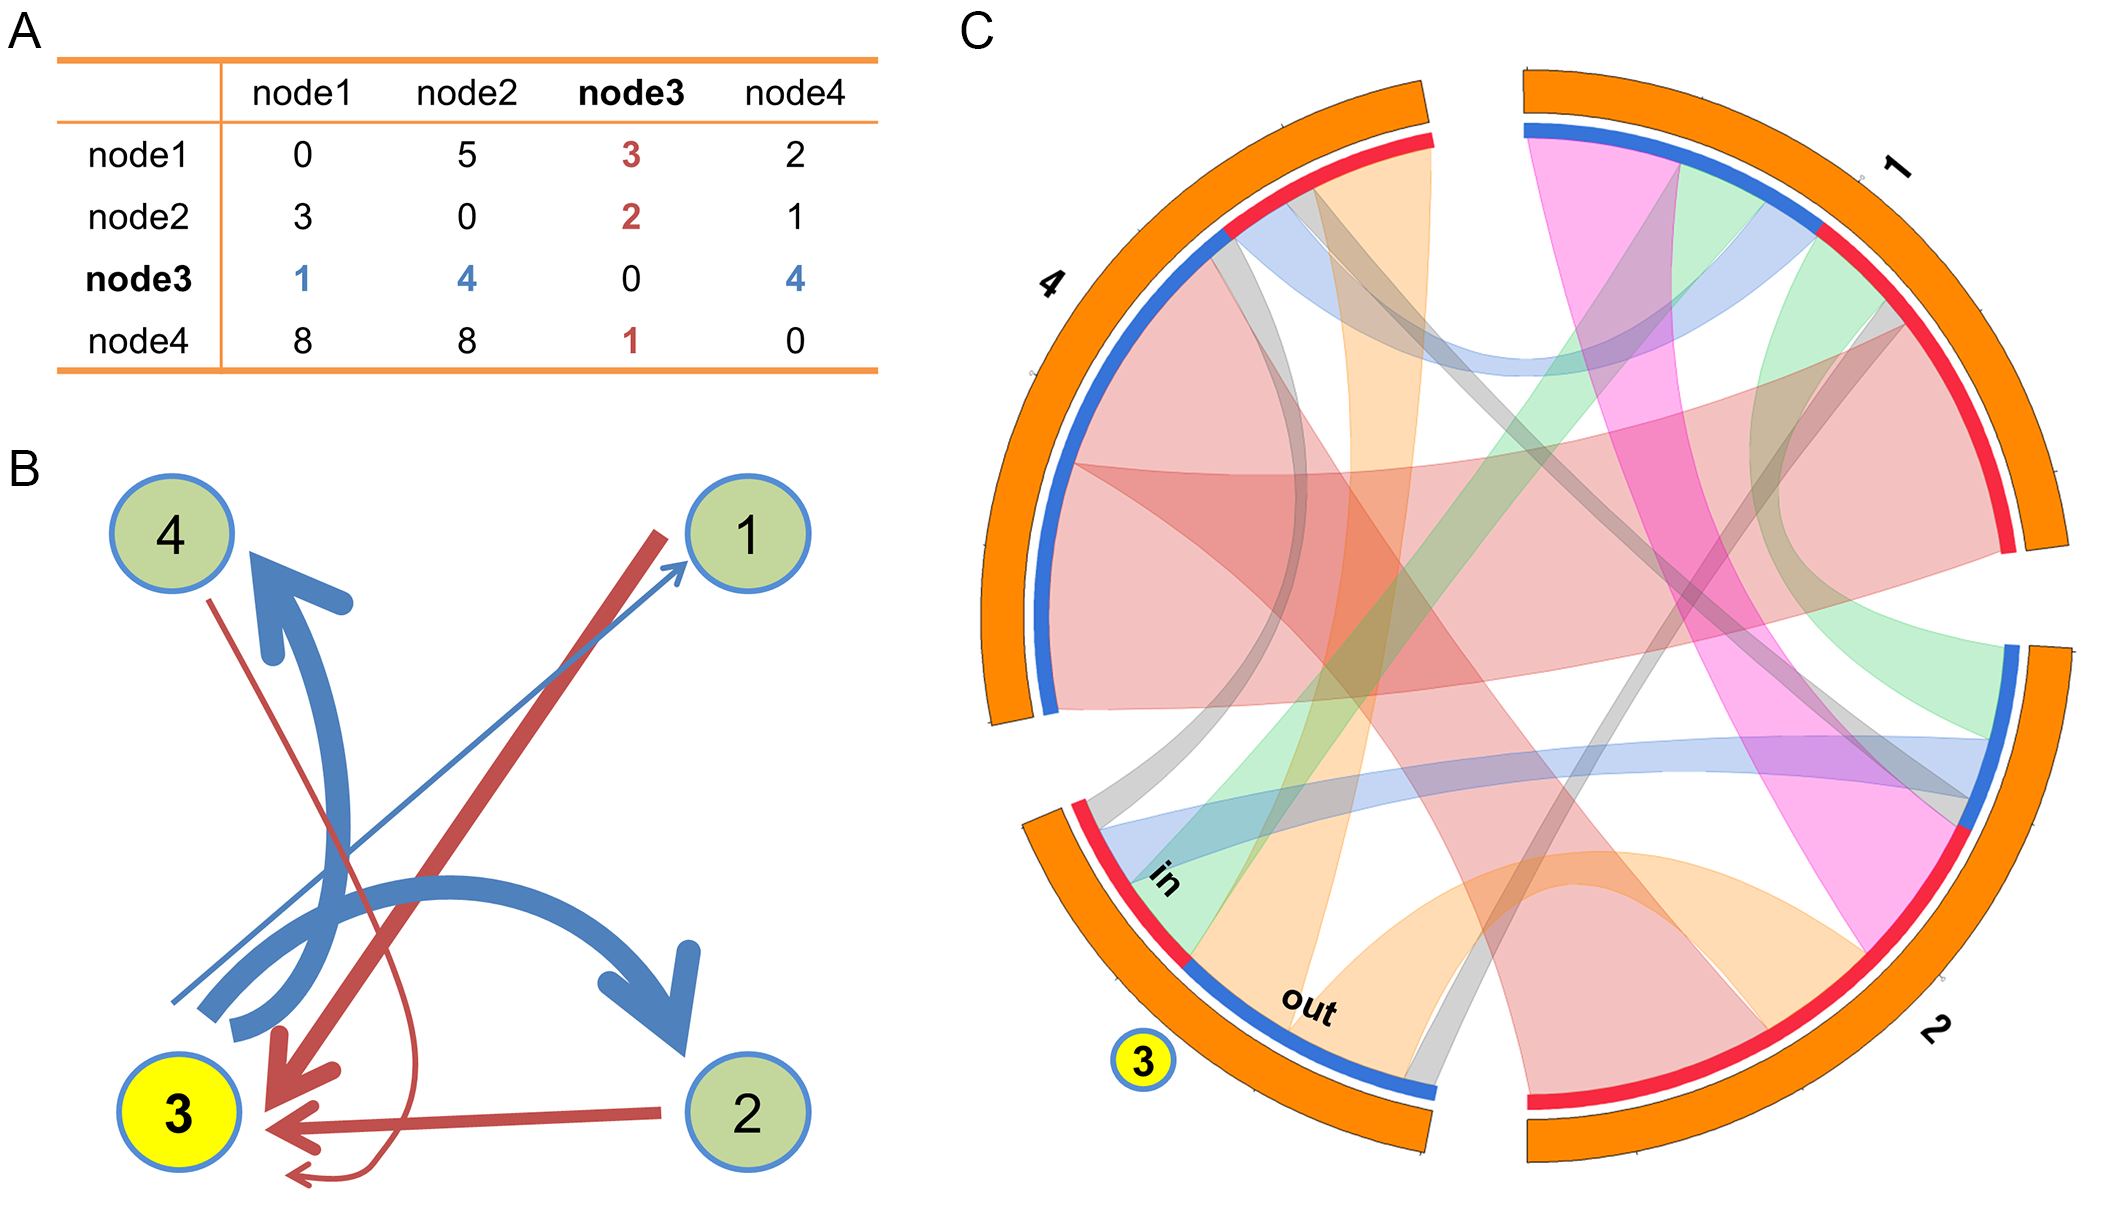 A
node1 node2 node3 node4
node1 0 5 3 2
node2 3 0 2 1
node3 1 4 0 4
node4 8 8 1 0
B
4
1
3
2
C
4
1
in
out
3
2